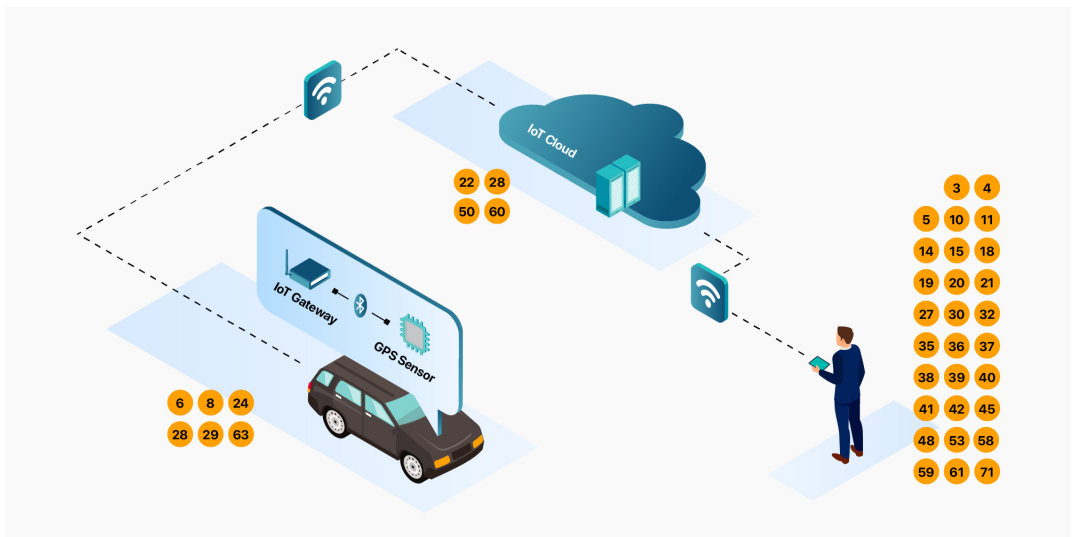 IoT Cloud
22 28
50 60
3 4
5 10 11
14 15 18
19 20 21
27 30 32
35 36 37
38 39 40
41 42 45
48 53 58
59 61 71
IoT Gateway
GPS Sensor
6 8 24
28 29 63